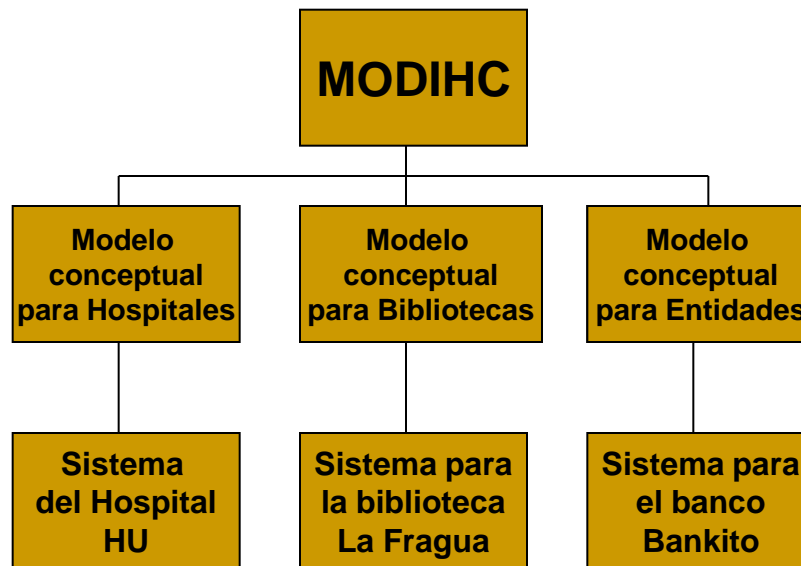 MODIHC
Modelo
conceptual
para Hospitales
Modelo
conceptual
para Bibliotecas
Modelo
conceptual
para Entidades
Sistema
del Hospital
HU
Sistema para
la biblioteca
La Fragua
Sistema para
el banco
Bankito